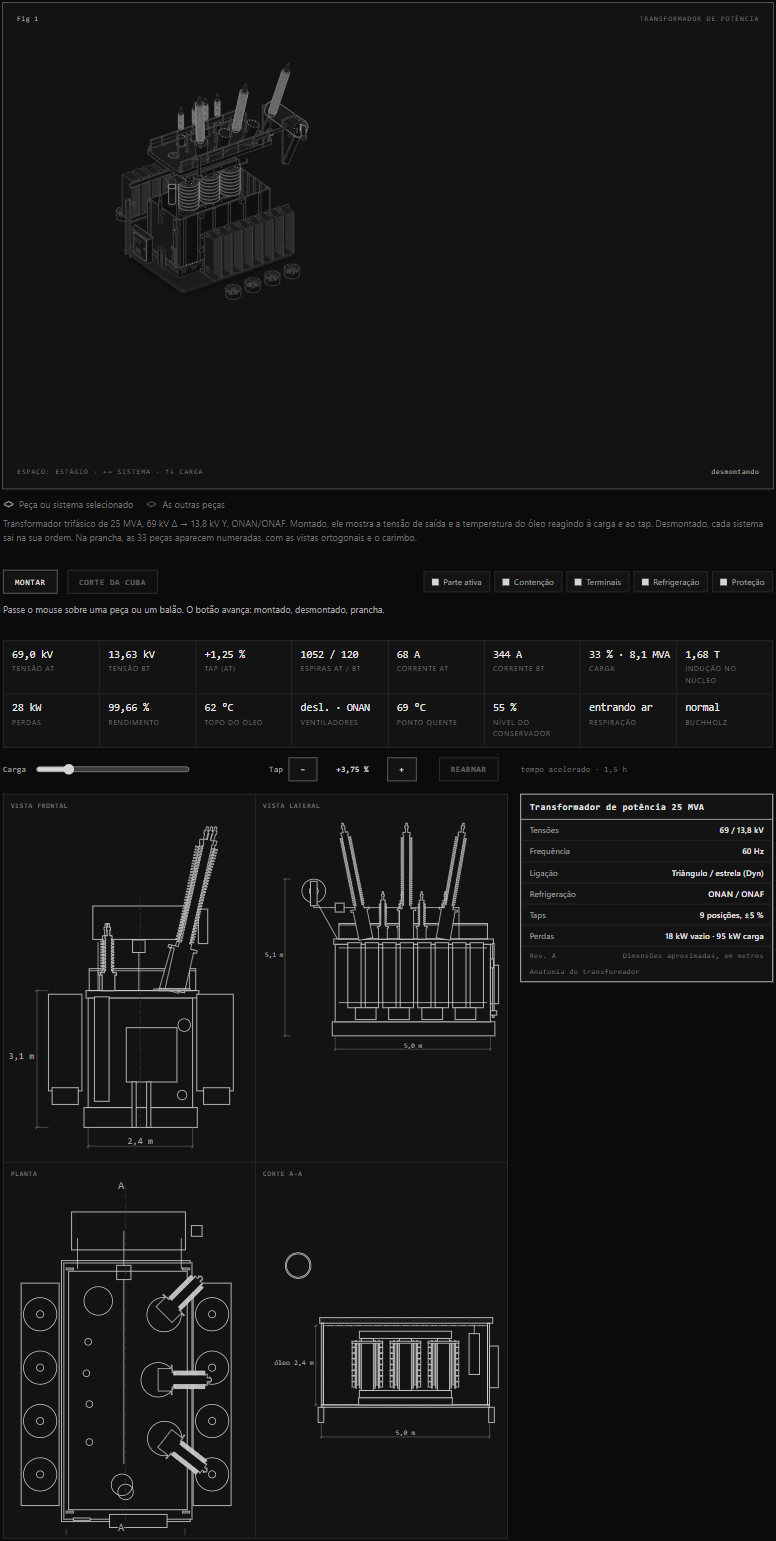 Fig 1
TRANSFORMADOR DE POTÊNCIA
ESPAÇO: ESTÁGIO · ←→ SISTEMA · ↑↓ CARGA
desmontando
Peça ou sistema selecionado
As outras peças
Transformador trifásico de 25 MVA, 69 kV Δ → 13,8 kV Y, ONAN/ONAF. Montado, ele mostra a tensão de saída e a temperatura do óleo reagindo à carga e ao tap. Desmontado, cada sistema
sai na sua ordem. Na prancha, as 33 peças aparecem numeradas, com as vistas ortogonais e o carimbo.
MONTAR
CORTE DA CUBA
Parte ativa
Contenção
Terminais
Refrigeração
Proteção
Passe o mouse sobre uma peça ou um balão. O botão avança: montado, desmontado, prancha.
69,0 kV
TENSÃO AT
13,63 kV
TENSÃO BT
+1,25 %
TAP (AT)
1052 / 120
ESPIRAS AT / BT
68 A
CORRENTE AT
344 A
CORRENTE BT
33 % · 8,1 MVA
CARGA
1,68 T
INDUÇÃO NO
NÚCLEO
28 kW
PERDAS
99,66 %
RENDIMENTO
62 °C
TOPO DO ÓLEO
desl. · ONAN
VENTILADORES
69 °C
PONTO QUENTE
55 %
NÍVEL DO
CONSERVADOR
entrando ar
RESPIRAÇÃO
normal
BUCHHOLZ
Carga
Tap
−
+3,75 %
+
REARMAR
tempo acelerado · 1,5 h
VISTA FRONTAL
3,1 m
2,4 m
VISTA LATERAL
5,1 m
5,0 m
Transformador de potência 25 MVA
Tensões 69 / 13,8 kV
Frequência 60 Hz
Ligação Triângulo / estrela (Dyn)
Refrigeração ONAN / ONAF
Taps 9 posições, ±5 %
Perdas 18 kW vazio · 95 kW carga
Rev. A Dimensões aproximadas, em metros
Anatomia do transformador
PLANTA
A
A
CORTE A-A
óleo 2,4 m
5,0 m